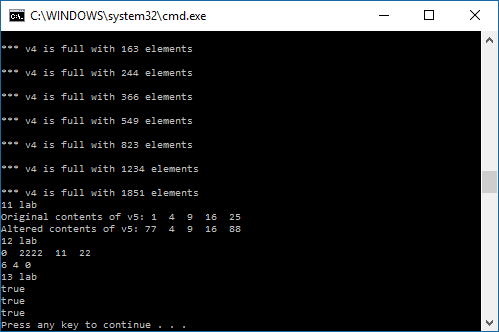 C:\WINDOWS\system32\cmd.exe
*** v4 is full with 163 elements
*** v4 is full with 244 elements
*** v4 is full with 366 elements
*** v4 is full with 549 elements
*** v4 is full with 823 elements
*** v4 is full with 1234 elements
*** v4 is full with 1851 elements
11 lab
Original contents of v5: 1  4  9  16  25
Altered contents of v5: 77  4  9  16  88
12 lab
0  2222  11  22
6 4 0
13 lab
true
true
true
Press any key to continue . . .